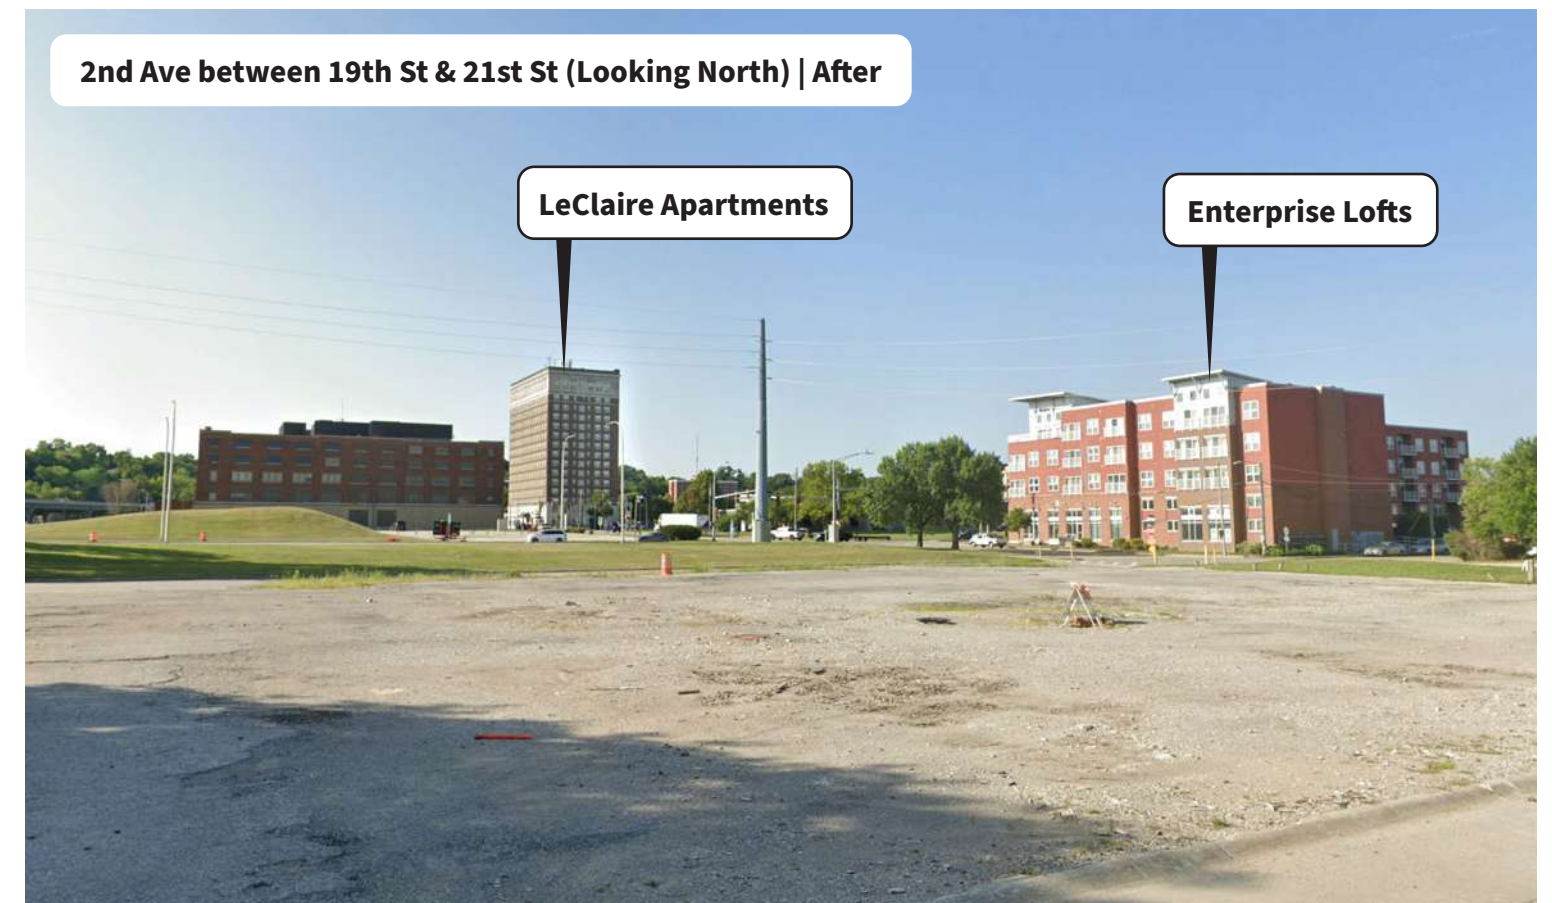 2nd Ave between 19th St & 21st St (Looking North) | After
LeClaire Apartments
Enterprise Lofts